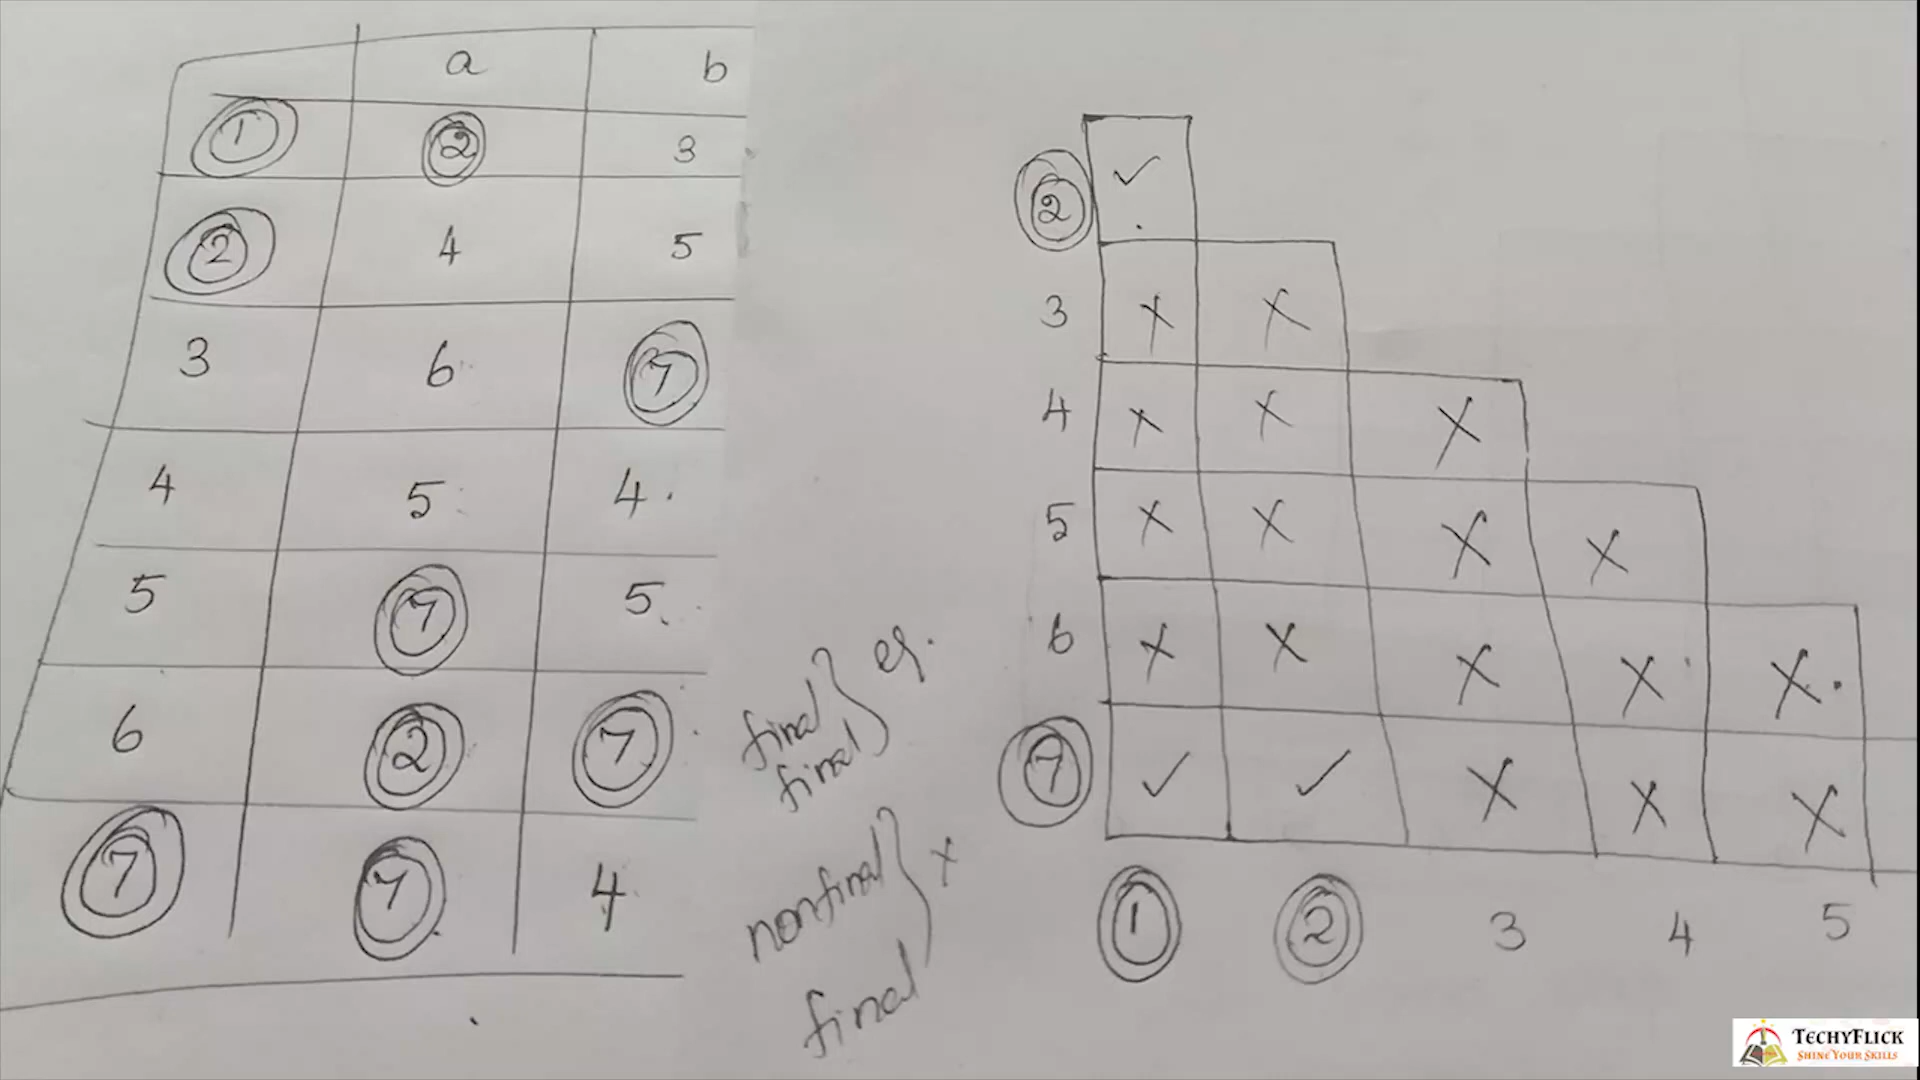 a b
1 2 3
2 4 5
3 6 7
4 5 4
5 7 5
6 2 7
7 7 4
final
final
nonfinal x
final
2 ✓
3 x x
4 x x x
5 x x x x
6 x x x x x
7 ✓ ✓ x x x
1 2 3 4 5
TECHYFLICK
SHINE YOUR SKILLS